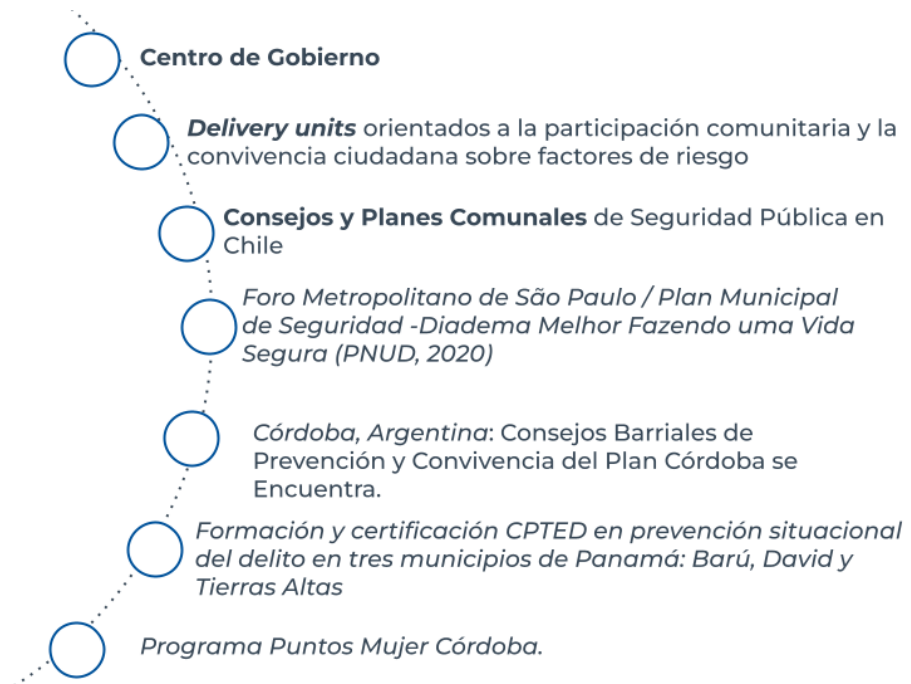 Centro de Gobierno
Delivery units orientados a la participación comunitaria y la
convivencia ciudadana sobre factores de riesgo
Consejos y Planes Comunales de Seguridad Pública en
Chile
Foro Metropolitano de São Paulo / Plan Municipal
de Seguridad -Diadema Melhor Fazendo uma Vida
Segura (PNUD, 2020)
Córdoba, Argentina: Consejos Barriales de
Prevención y Convivencia del Plan Córdoba se
Encuentra.
Formación y certificación CPTED en prevención situacional
del delito en tres municipios de Panamá: Barú, David y
Tierras Altas
Programa Puntos Mujer Córdoba.